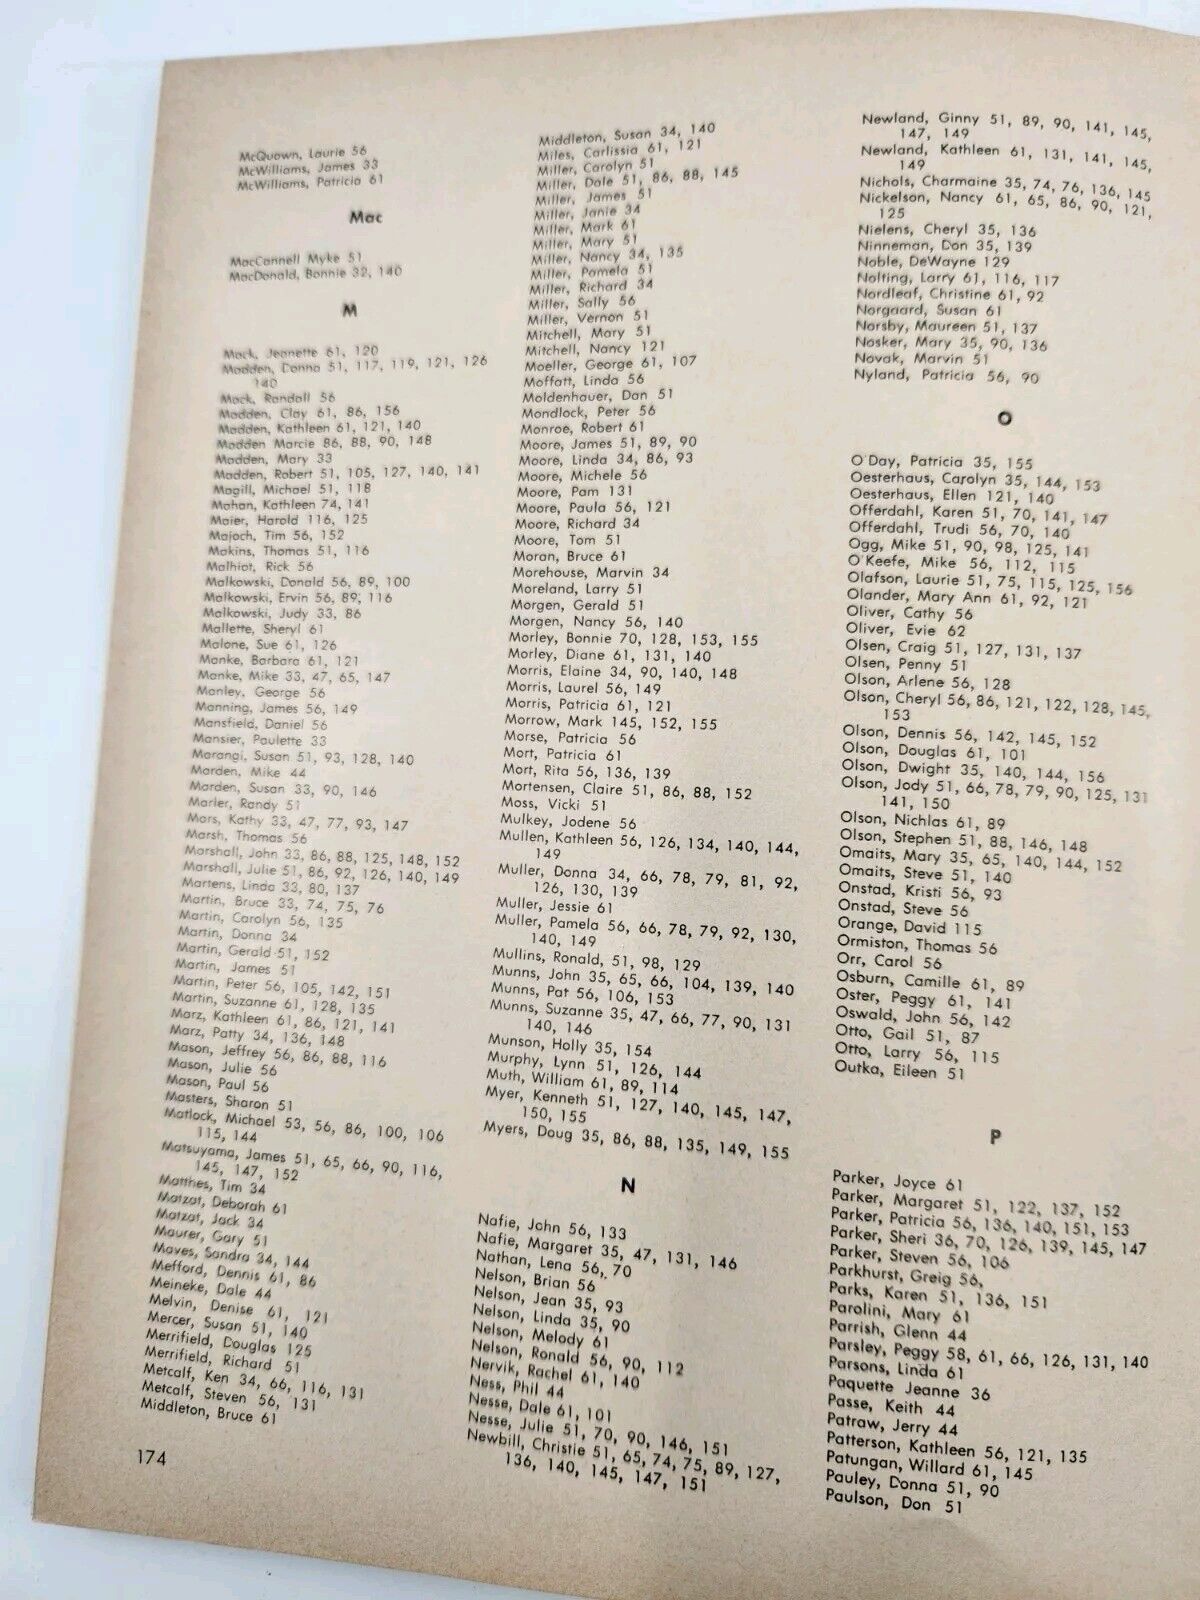 McQuown, Laurie 56
McWilliams, James 33
McWilliams, Patricia 61
Mac
MacCannell Myke 51
MacDonald, Bonnie 32, 140
M
Mack, Jeanette 61, 120
Madden, Donna 51, 117, 119, 121, 126
140
Mack, Randall 56
Madden, Clay 61, 86, 156
Madden, Kathleen 61, 121, 140
Madden Marcie 86, 88, 90, 148
Madden, Mary 33
Madden, Robert 51, 105, 127, 140, 141
Magill, Michael 51, 118
Mahan, Kathleen 74, 141
Maier, Harold 116, 125
Majoch, Tim 56, 152
Makins, Thomas 51, 116
Malhiot, Rick 56
Malkowski, Donald 56, 89, 100
Malkowski, Ervin 56, 89, 116
Malkowski, Judy 33, 86
Mallette, Sheryl 61
Malone, Sue 61, 126
Manke, Barbara 61, 121
Manke, Mike 33, 47, 65, 147
Manley, George 56
Manning, James 56, 149
Mansfield, Daniel 56
Mansier, Paulette 33
Marangi, Susan 51, 93, 128, 140
Marden, Mike 44
Marden, Susan 33, 90, 146
Marler, Randy 51
Mars, Kathy 33, 47, 77, 93, 147
Marsh, Thomas 56
Marshall, John 33, 86, 88, 125, 148, 152
Marshall, Julie 51, 86, 92, 126, 140, 149
Martens, Linda 33, 80, 137
Martin, Bruce 33, 74, 75, 76
Martin, Carolyn 56, 135
Martin, Donna 34
Martin, Gerald 51, 152
Martin, James 51
Martin, Peter 56, 105, 142, 151
Martin, Suzanne 61, 128, 135
Marz, Kathleen 61, 86, 121, 141
Marz, Patty 34, 136, 148
Mason, Jeffrey 56, 86, 88, 116
Mason, Julie 56
Mason, Paul 56
Masters, Sharon 51
Matlock, Michael 53, 56, 86, 100, 106
115, 144
Matsuyama, James 51, 65, 66, 90, 116,
145, 147, 152
Matthes, Tim 34
Matzat, Deborah 61
Matzat, Jack 34
Maurer, Gary 51
Maves, Sandra 34, 144
Mefford, Dennis 61, 86
Meineke, Dale 44
Melvin, Denise 61, 121
Mercer, Susan 51, 140
Merrifield, Douglas 125
Merrifield, Richard 51
Metcalf, Ken 34, 66, 116, 131
Metcalf, Steven 56, 131
Middleton, Bruce 61
174
Middleton, Susan 34, 140
Miles, Carlissia 61, 121
Miller, Carolyn 51
Miller, Dale 51, 86, 88, 145
Miller, James 51
Miller, Janie 34
Miller, Mark 61
Miller, Mary 51
Miller, Nancy 34, 135
Miller, Pamela 51
Miller, Richard 34
Miller, Sally 56
Miller, Vernon 51
Mitchell, Mary 51
Mitchell, Nancy 121
Moeller, George 61, 107
Moffatt, Linda 56
Moldenhauer, Dan 51
Mondlock, Peter 56
Monroe, Robert 61
Moore, James 51, 89, 90
Moore, Linda 34, 86, 93
Moore, Michele 56
Moore, Pam 131
Moore, Paula 56, 121
Moore, Richard 34
Moore, Tom 51
Moran, Bruce 61
Morehouse, Marvin 34
Moreland, Larry 51
Morgen, Gerald 51
Morgen, Nancy 56, 140
Morley, Bonnie 70, 128, 153, 155
Morley, Diane 61, 131, 140
Morris, Elaine 34, 90, 140, 148
Morris, Laurel 56, 149
Morris, Patricia 61, 121
Morrow, Mark 145, 152, 155
Morse, Patricia 56
Mort, Patricia 61
Mort, Rita 56, 136, 139
Mortensen, Claire 51, 86, 88, 152
Moss, Vicki 51
Mulkey, Jodene 56
Mullen, Kathleen 56, 126, 134, 140, 144,
149
Muller, Donna 34, 66, 78, 79, 81, 92,
126, 130, 139
Muller, Jessie 61
Muller, Pamela 56, 66, 78, 79, 92, 130,
140, 149
Mullins, Ronald, 51, 98, 129
Munns, John 35, 65, 66, 104, 139, 140
Munns, Pat 56, 106, 153
Munns, Suzanne 35, 47, 66, 77, 90, 131
140, 146
Munson, Holly 35, 154
Murphy, Lynn 51, 126, 144
Muth, William 61, 89, 114
Myer, Kenneth 51, 127, 140, 145, 147,
150, 155
Myers, Doug 35, 86, 88, 135, 149, 155
N
Nafie, John 56, 133
Nafie, Margaret 35, 47, 131, 146
Nathan, Lena 56, 70
Nelson, Brian 56
Nelson, Jean 35, 93
Nelson, Linda 35, 90
Nelson, Melody 61
Nelson, Ronald 56, 90, 112
Nervik, Rachel 61, 140
Ness, Phil 44
Nesse, Dale 61, 101
Nesse, Julie 51, 70, 90, 146, 151
Newbill, Christie 51, 65, 74, 75, 89, 127,
136, 140, 145, 147, 151
Newland, Ginny 51, 89, 90, 141, 145,
147, 149
Newland, Kathleen 61, 131, 141, 145,
149
Nichols, Charmaine 35, 74, 76, 136, 145
Nickelson, Nancy 61, 65, 86, 90, 121,
125
Nielens, Cheryl 35, 136
Ninneman, Don 35, 139
Noble, DeWayne 129
Nolting, Larry 61, 116, 117
Nordleaf, Christine 61, 92
Norgaard, Susan 61
Norsby, Maureen 51, 137
Nosker, Mary 35, 90, 136
Novak, Marvin 51
Nyland, Patricia 56, 90
O
O'Day, Patricia 35, 155
Oesterhaus, Carolyn 35, 144, 153
Oesterhaus, Ellen 121, 140
Offerdahl, Karen 51, 70, 141, 147
Offerdahl, Trudi 56, 70, 140
Ogg, Mike 51, 90, 98, 125, 141
O'Keefe, Mike 56, 112, 115
Olafson, Laurie 51, 75, 115, 125, 156
Olander, Mary Ann 61, 92, 121
Oliver, Cathy 56
Oliver, Evie 62
Olsen, Craig 51, 127, 131, 137
Olsen, Penny 51
Olson, Arlene 56, 128
Olson, Cheryl 56, 86, 121, 122, 128, 145,
153
Olson, Dennis 56, 142, 145, 152
Olson, Douglas 61, 101
Olson, Dwight 35, 140, 144, 156
Olson, Jody 51, 66, 78, 79, 90, 125, 131
141, 150
Olson, Nichlas 61, 89
Olson, Stephen 51, 88, 146, 148
Omaits, Mary 35, 65, 140, 144, 152
Omaits, Steve 51, 140
Onstad, Kristi 56, 93
Onstad, Steve 56
Orange, David 115
Ormiston, Thomas 56
Orr, Carol 56
Osburn, Camille 61, 89
Oster, Peggy 61, 141
Oswald, John 56, 142
Otto, Gail 51, 87
Otto, Larry 56, 115
Outka, Eileen 51
P
Parker, Joyce 61
Parker, Margaret 51, 122, 137, 152
Parker, Patricia 56, 136, 140, 151, 153
Parker, Sheri 36, 70, 126, 139, 145, 147
Parker, Steven 56, 106
Parkhurst, Greig 56,
Parks, Karen 51, 136, 151
Parolini, Mary 61
Parrish, Glenn 44
Parsley, Peggy 58, 61, 66, 126, 131, 140
Parsons, Linda 61
Paquette Jeanne 36
Passe, Keith 44
Patraw, Jerry 44
Patterson, Kathleen 56, 121, 135
Patungan, Willard 61, 145
Pauley, Donna 51, 90
Paulson, Don 51